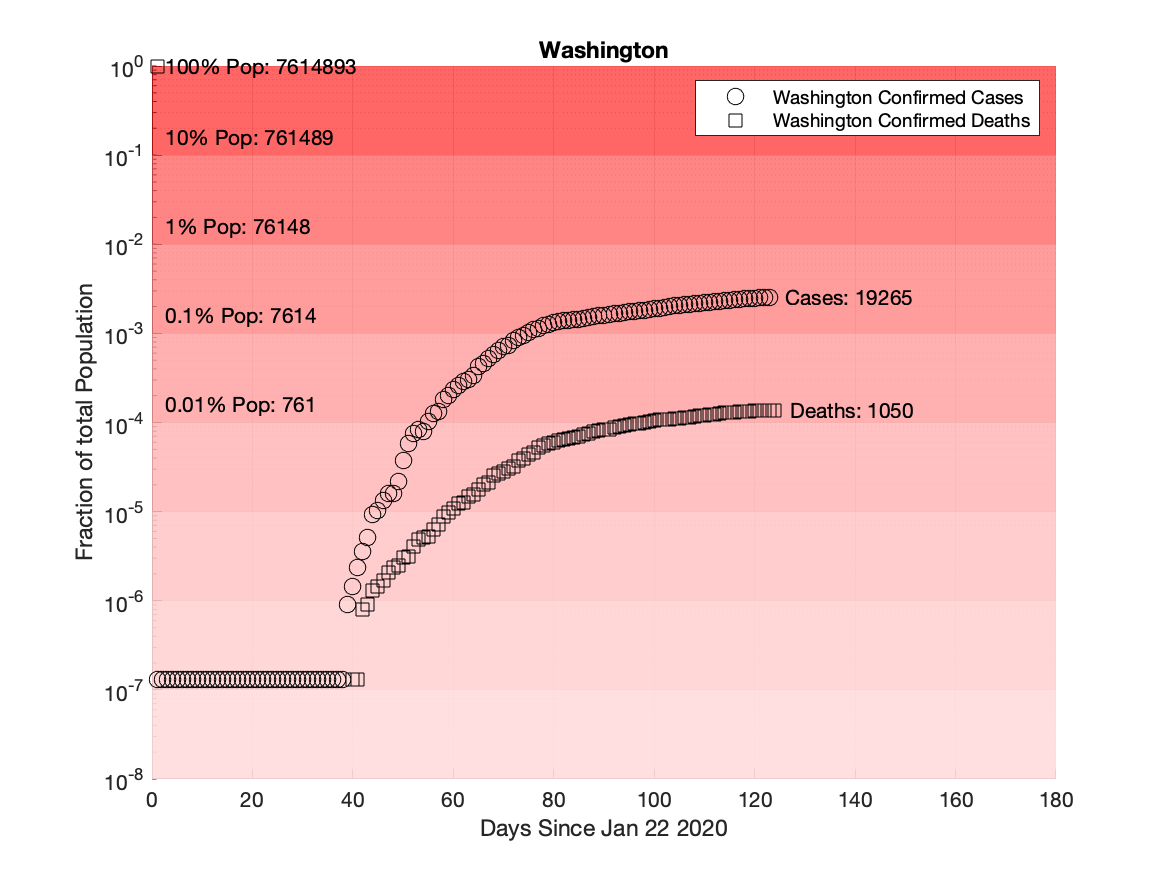 Washington
10^0
100% Pop: 7614893
Washington Confirmed Cases
Washington Confirmed Deaths
10% Pop: 761489
10^-1
1% Pop: 76148
10^-2
Cases: 19265
0.1% Pop: 7614
10^-3
0.01% Pop: 761
Deaths: 1050
10^-4
10^-5
10^-6
10^-7
10^-8
Fraction of total Population
0 20 40 60 80 100 120 140 160 180
Days Since Jan 22 2020